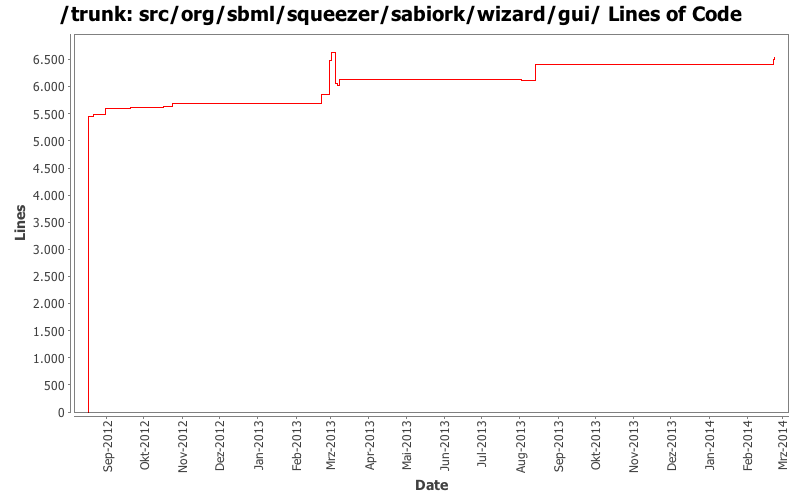 /trunk: src/org/sbml/squeezer/sabiork/wizard/gui/ Lines of Code
6.500
6.000
5.500
5.000
4.500
4.000
3.500
3.000
2.500
2.000
1.500
1.000
500
0
Lines
Sep-2012
Okt-2012
Nov-2012
Dez-2012
Jan-2013
Feb-2013
Mrz-2013
Apr-2013
Mai-2013
Jun-2013
Jul-2013
Aug-2013
Sep-2013
Okt-2013
Nov-2013
Dez-2013
Jan-2014
Feb-2014
Mrz-2014
Date